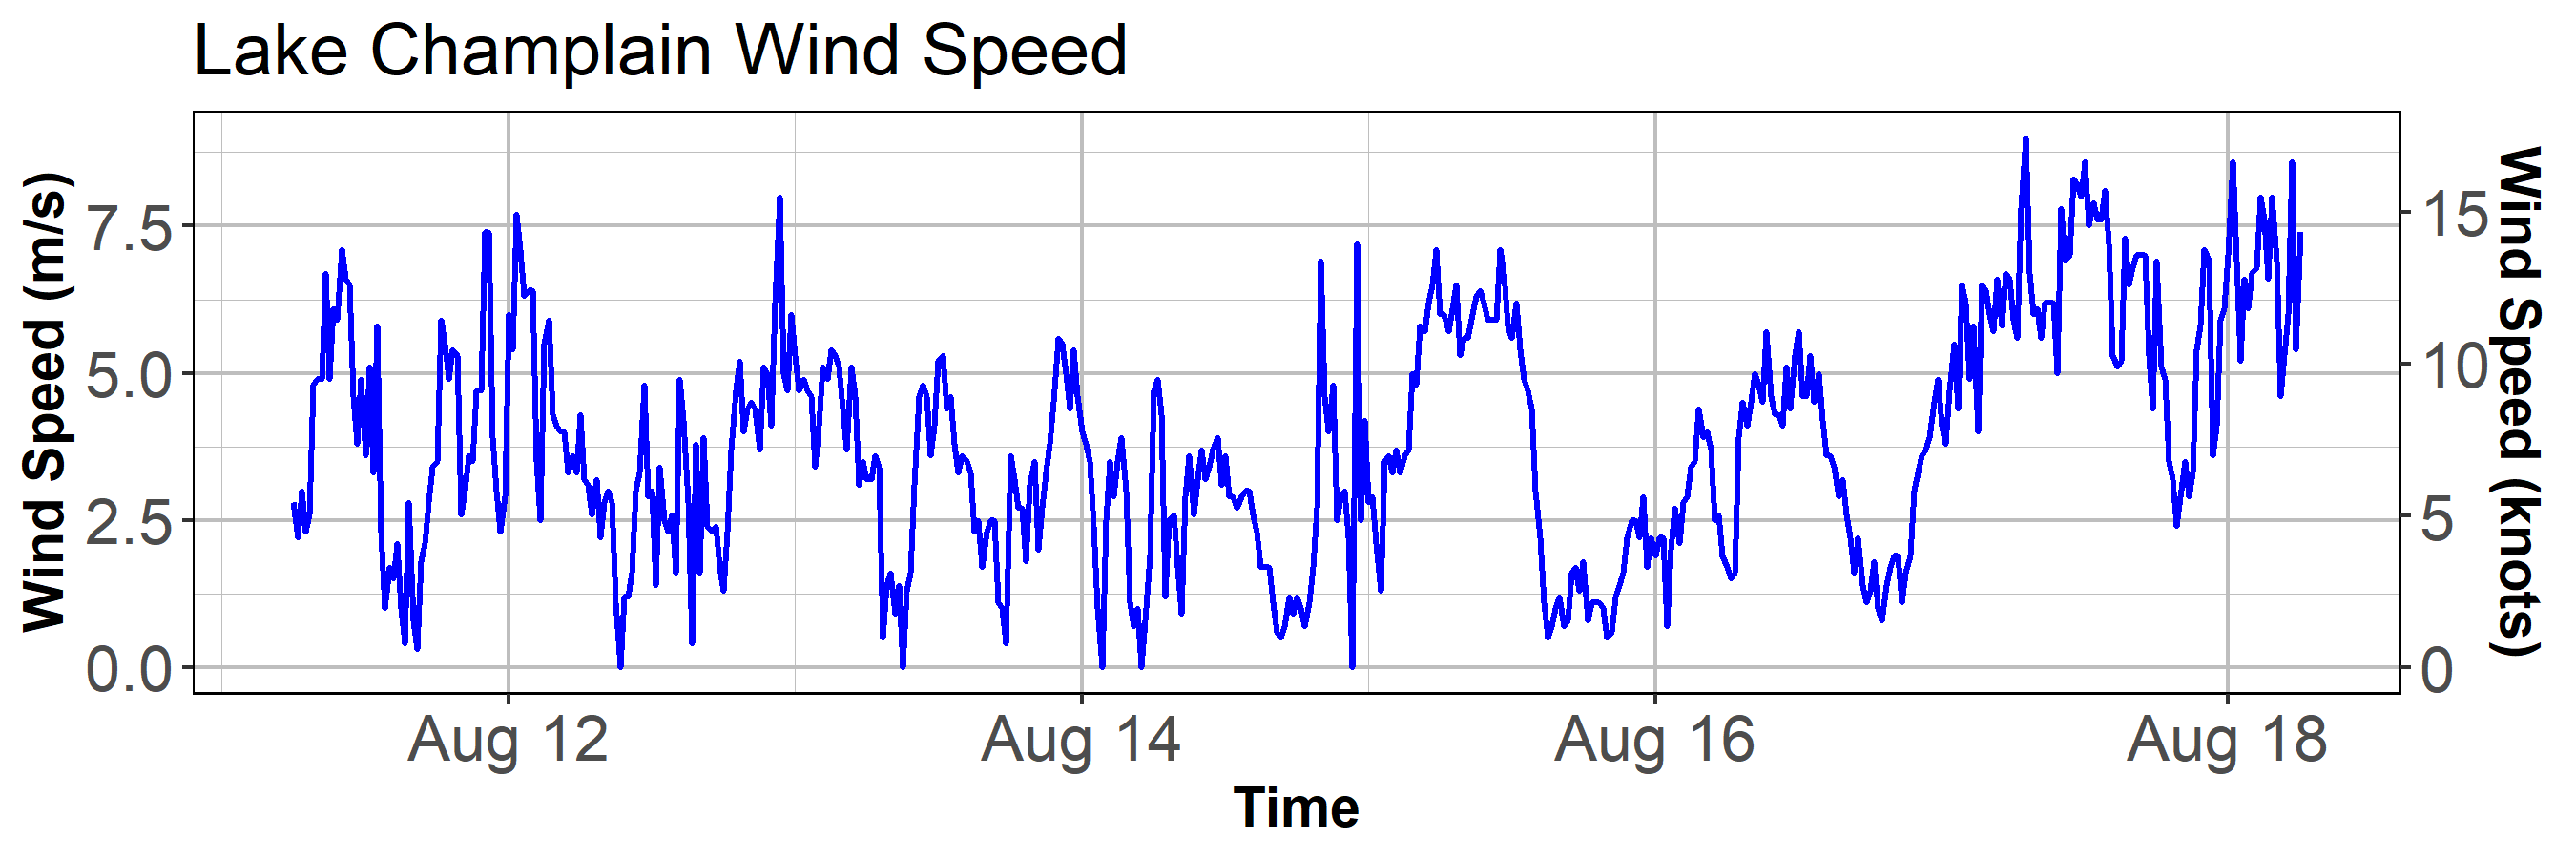 Lake Champlain Wind Speed
Wind Speed (m/s)
7.5
5.0
2.5
0.0
15
10
5
0
Wind Speed (knots)
Aug 12 Aug 14 Aug 16 Aug 18
Time